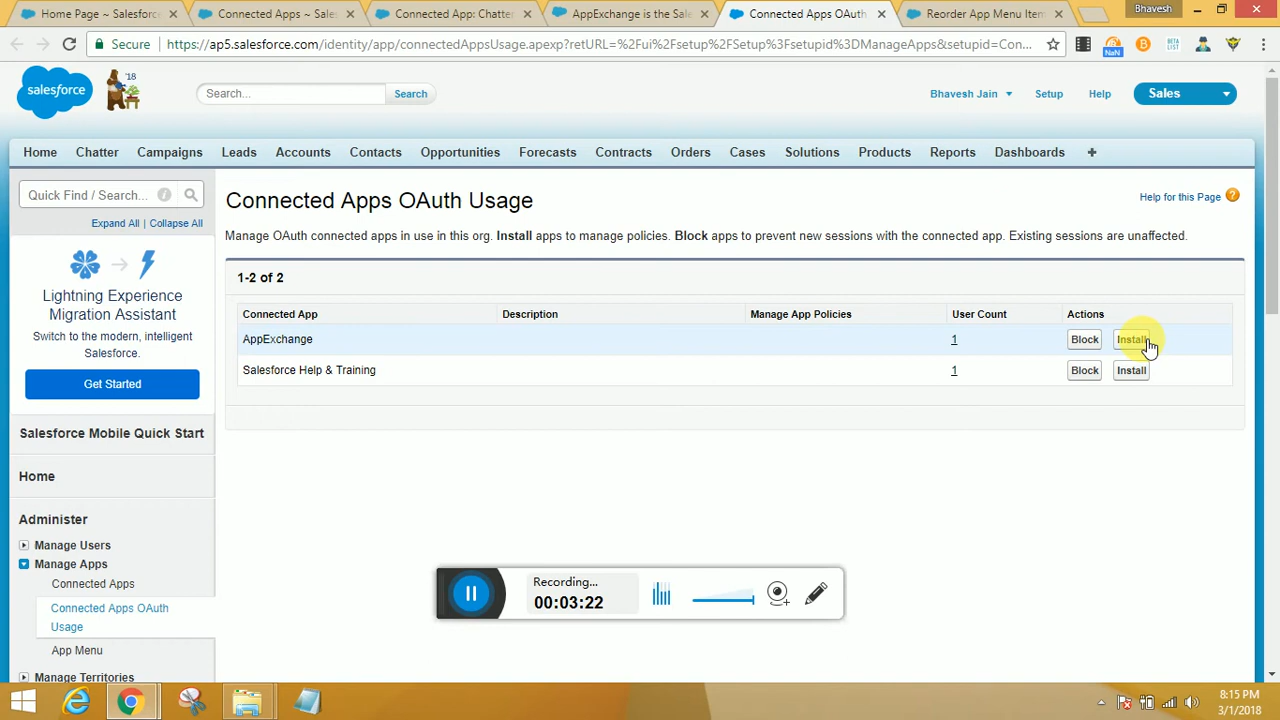 Home Page ~ Salesforc
Connected Apps ~ Sales
Connected App: Chatter
AppExchange is the Sal
Connected Apps OAuth
Reorder App Menu Item
Bhavesh
Secure
https://ap5.salesforce.com/identity/app/connectedAppsUsage.apexp?retURL=%2Fui%2Fsetup%2FSetup%3Fsetupid%3DManageApps&setupid=Con...
NaN
BETA
LIST
salesforce
'18
Search...
Search
Bhavesh Jain
Setup
Help
Sales
Home
Chatter
Campaigns
Leads
Accounts
Contacts
Opportunities
Forecasts
Contracts
Orders
Cases
Solutions
Products
Reports
Dashboards
+
Quick Find / Search...
Expand All | Collapse All
Lightning Experience
Migration Assistant
Switch to the modern, intelligent
Salesforce.
Get Started
Salesforce Mobile Quick Start
Home
Administer
Manage Users
Manage Apps
Connected Apps
Connected Apps OAuth
Usage
App Menu
Manage Territories
Connected Apps OAuth Usage
Help for this Page ?
Manage OAuth connected apps in use in this org. Install apps to manage policies. Block apps to prevent new sessions with the connected app. Existing sessions are unaffected.
1-2 of 2
Connected App
Description
Manage App Policies
User Count
Actions
AppExchange
1
Block
Install
Salesforce Help & Training
1
Block
Install
Recording...
00:03:22
8:15 PM
3/1/2018